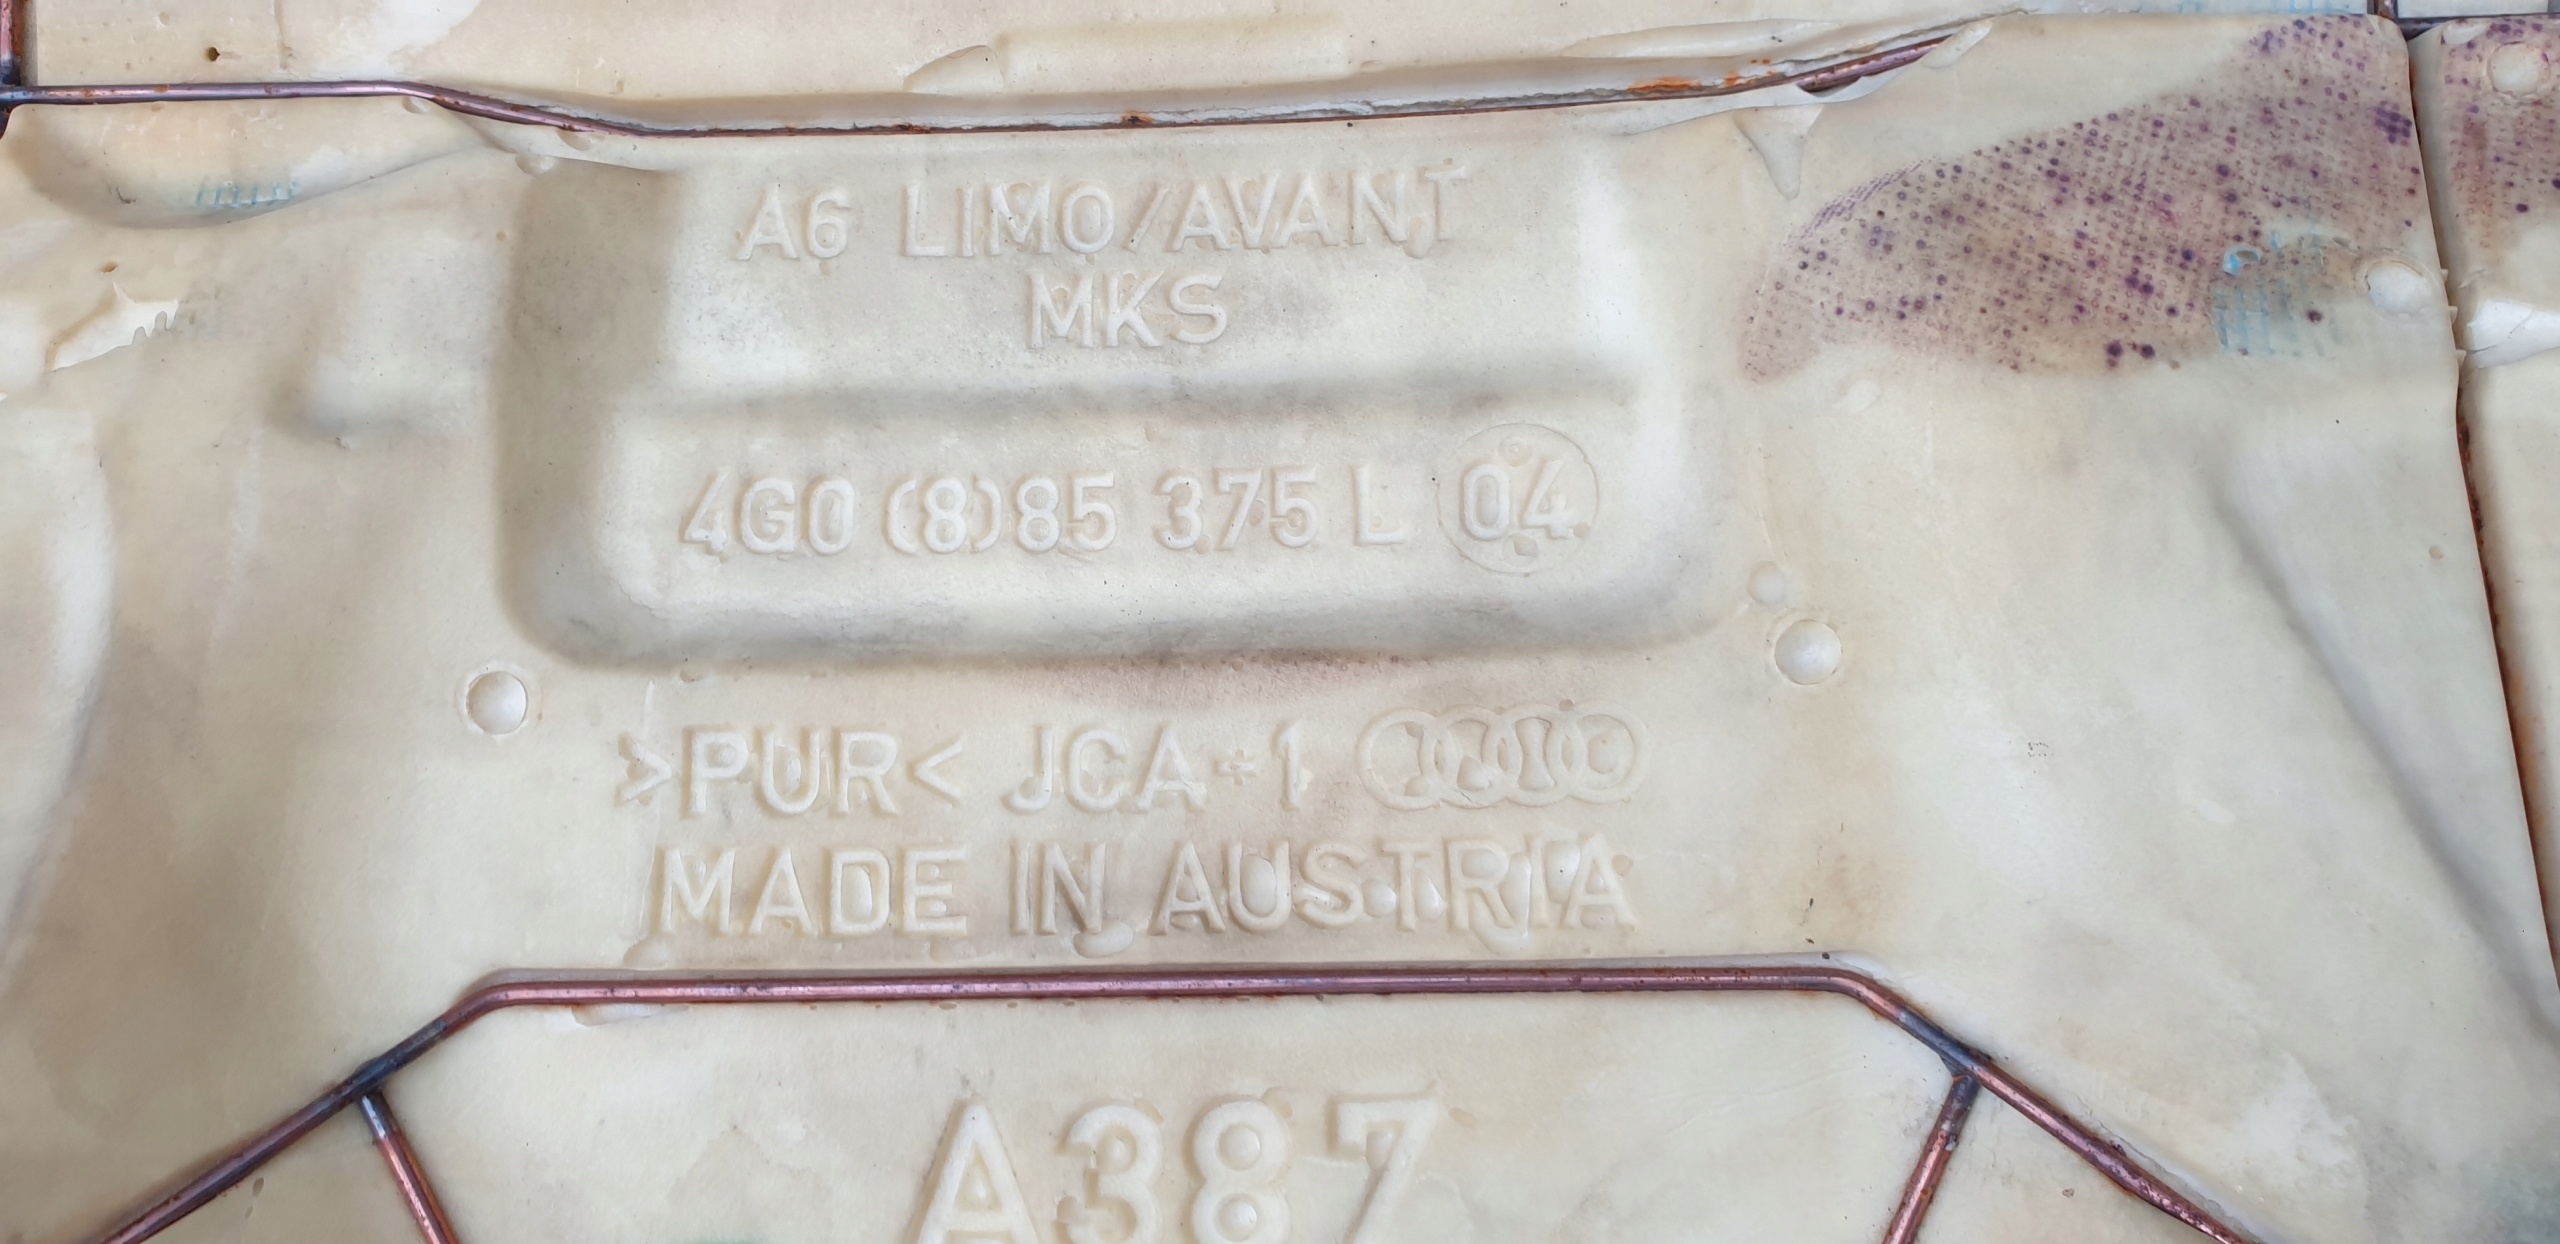 A6 LIMO/AVANT
MKS
4G0 (8)85 375 L 04
>PUR< JCA+1
MADE IN AUSTRIA
A387